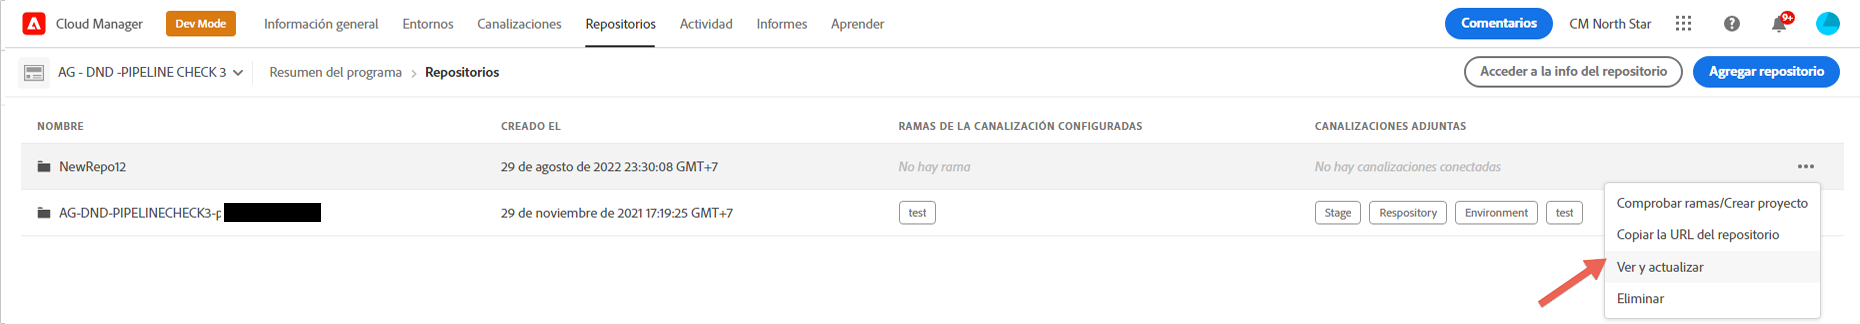 Cloud Manager Dev Mode Información general Entornos Canalizaciones Repositorios Actividad Informes Aprender Comentarios CM North Star 9+
AG - DND -PIPELINE CHECK 3 Resumen del programa > Repositorios Acceder a la info del repositorio Agregar repositorio
NOMBRE CREADO EL RAMAS DE LA CANALIZACIÓN CONFIGURADAS CANALIZACIONES ADJUNTAS
NewRepo12 29 de agosto de 2022 23:30:08 GMT+7 No hay rama No hay canalizaciones conectadas
AG-DND-PIPELINECHECK3-p 29 de noviembre de 2021 17:19:25 GMT+7 test Stage Respository Environment test
Comprobar ramas/Crear proyecto
Copiar la URL del repositorio
Ver y actualizar
Eliminar